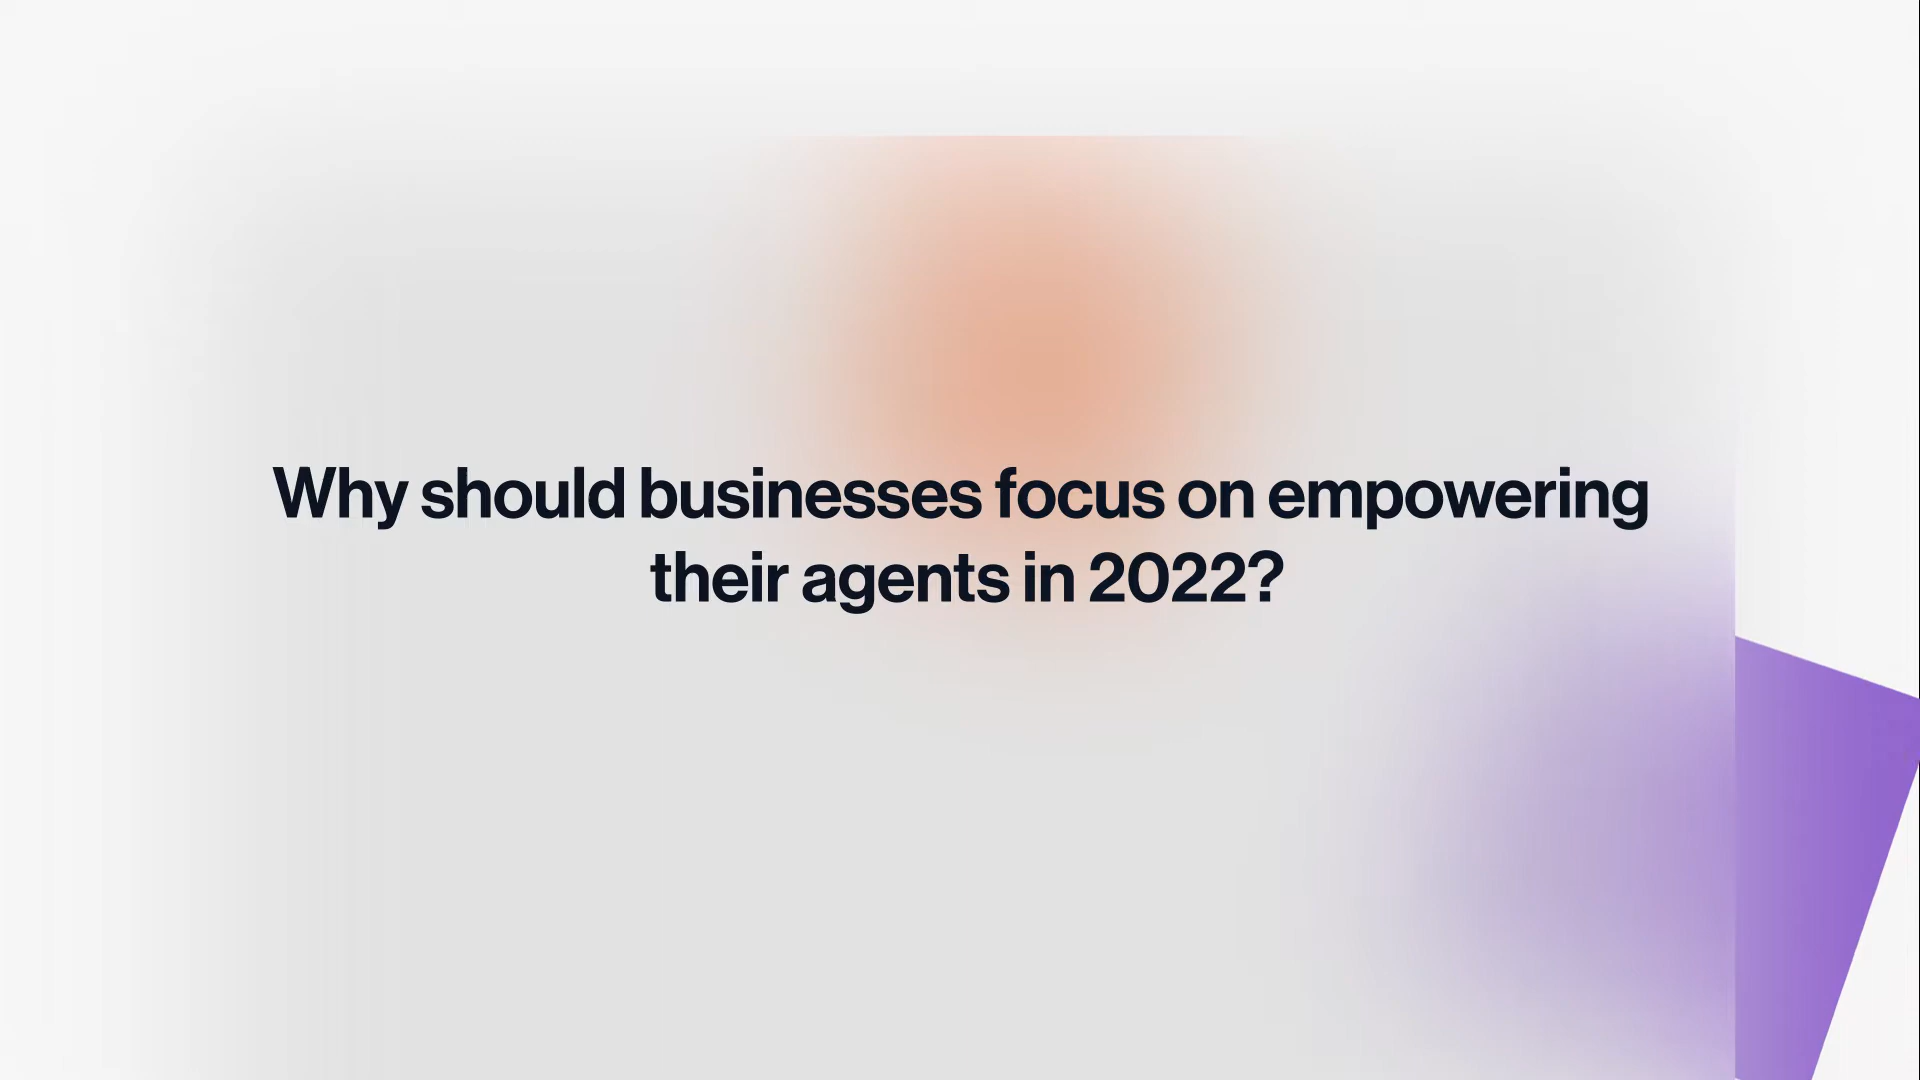 Why should businesses focus on empowering
their agents in 2022?